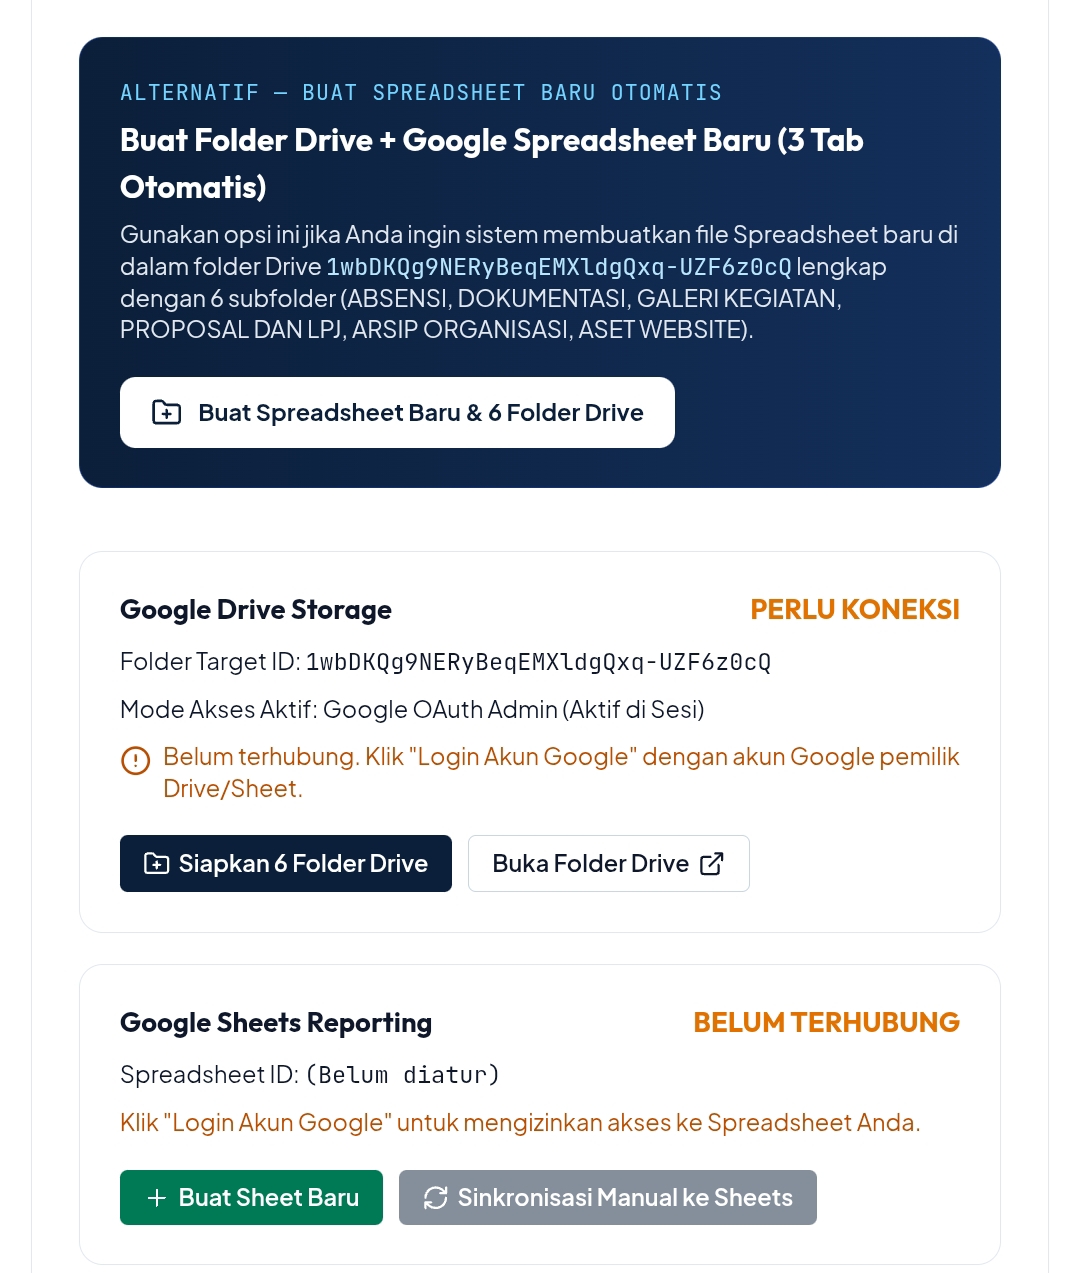 ALTERNATIF — BUAT SPREADSHEET BARU OTOMATIS
Buat Folder Drive + Google Spreadsheet Baru (3 Tab
Otomatis)
Gunakan opsi ini jika Anda ingin sistem membuatkan file Spreadsheet baru di
dalam folder Drive 1wbDKQg9NERyBeqEMXldgQxq-UZF6z0cQ lengkap
dengan 6 subfolder (ABSENSI, DOKUMENTASI, GALERI KEGIATAN,
PROPOSAL DAN LPJ, ARSIP ORGANISASI, ASET WEBSITE).
Buat Spreadsheet Baru & 6 Folder Drive
Google Drive Storage PERLU KONEKSI
Folder Target ID: 1wbDKQg9NERyBeqEMXldgQxq-UZF6z0cQ
Mode Akses Aktif: Google OAuth Admin (Aktif di Sesi)
Belum terhubung. Klik "Login Akun Google" dengan akun Google pemilik
Drive/Sheet.
Siapkan 6 Folder Drive Buka Folder Drive
Google Sheets Reporting BELUM TERHUBUNG
Spreadsheet ID: (Belum diatur)
Klik "Login Akun Google" untuk mengizinkan akses ke Spreadsheet Anda.
Buat Sheet Baru Sinkronisasi Manual ke Sheets